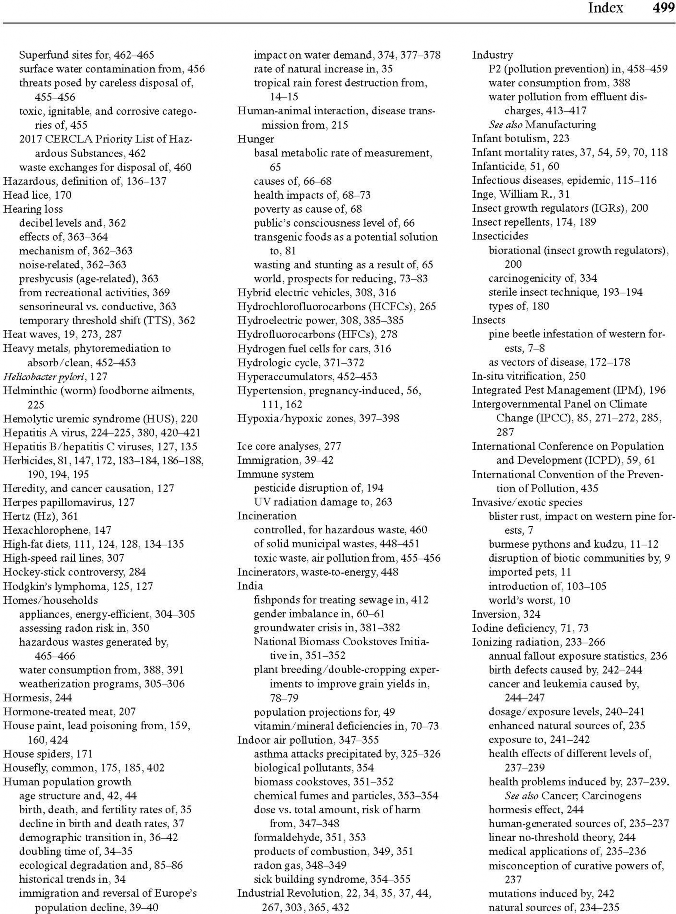 Index 499
Superfund sites for, 462–465
surface water contamination from, 456
threats posed by careless disposal of,
455–456
toxic, ignitable, and corrosive catego-
ries of, 455
2017 CERCLA Priority List of Haz-
ardous Substances, 462
waste exchanges for disposal of, 460
Hazardous, definition of, 136–137
Head lice, 170
Hearing loss
decibel levels and, 362
effects of, 363–364
mechanism of, 362–363
noise-related, 362–363
presbycusis (age-related), 363
from recreational activities, 369
sensorineural vs. conductive, 363
temporary threshold shift (TTS), 362
Heat waves, 19, 273, 287
Heavy metals, phytoremediation to
absorb/clean, 452–453
Helicobacter pylori, 127
Helminthic (worm) foodborne ailments,
225
Hemolytic uremic syndrome (HUS), 220
Hepatitis A virus, 224–225, 380, 420–421
Hepatitis B/hepatitis C viruses, 127, 135
Herbicides, 81, 147, 172, 183–184, 186–188,
190, 194, 195
Heredity, and cancer causation, 127
Herpes papillomavirus, 127
Hertz (Hz), 361
Hexachlorophene, 147
High-fat diets, 111, 124, 128, 134–135
High-speed rail lines, 307
Hockey-stick controversy, 284
Hodgkin's lymphoma, 125, 127
Homes/households
appliances, energy-efficient, 304–305
assessing radon risk in, 350
hazardous wastes generated by,
465–466
water consumption from, 388, 391
weatherization programs, 305–306
Hormesis, 244
Hormone-treated meat, 207
House paint, lead poisoning from, 159,
160, 424
House spiders, 171
Housefly, common, 175, 185, 402
Human population growth
age structure and, 42, 44
birth, death, and fertility rates of, 35
decline in birth and death rates, 37
demographic transition in, 36–42
doubling time of, 34–35
ecological degradation and, 85–86
historical trends in, 34
immigration and reversal of Europe's
population decline, 39–40
impact on water demand, 374, 377–378
rate of natural increase in, 35
tropical rain forest destruction from,
14–15
Human-animal interaction, disease trans-
mission from, 215
Hunger
basal metabolic rate of measurement,
65
causes of, 66–68
health impacts of, 68–73
poverty as cause of, 68
public's consciousness level of, 66
transgenic foods as a potential solution
to, 81
wasting and stunting as a result of, 65
world, prospects for reducing, 73–83
Hybrid electric vehicles, 308, 316
Hydrochlorofluorocarbons (HCFCs), 265
Hydroelectric power, 308, 385–385
Hydrofluorocarbons (HFCs), 278
Hydrogen fuel cells for cars, 316
Hydrologic cycle, 371–372
Hyperaccumulators, 452–453
Hypertension, pregnancy-induced, 56,
111, 162
Hypoxia/hypoxic zones, 397–398
Ice core analyses, 277
Immigration, 39–42
Immune system
pesticide disruption of, 194
UV radiation damage to, 263
Incineration
controlled, for hazardous waste, 460
of solid municipal wastes, 448–451
toxic waste, air pollution from, 455–456
Incinerators, waste-to-energy, 448
India
fishponds for treating sewage in, 412
gender imbalance in, 60–61
groundwater crisis in, 381–382
National Biomass Cookstoves Initia-
tive in, 351–352
plant breeding/double-cropping exper-
iments to improve grain yields in,
78–79
population projections for, 49
vitamin/mineral deficiencies in, 70–73
Indoor air pollution, 347–355
asthma attacks precipitated by, 325–326
biological pollutants, 354
biomass cookstoves, 351–352
chemical fumes and particles, 353–354
dose vs. total amount, risk of harm
from, 347–348
formaldehyde, 351, 353
products of combustion, 349, 351
radon gas, 348–349
sick building syndrome, 354–355
Industrial Revolution, 22, 34, 35, 37, 44,
267, 303, 365, 432
Industry
P2 (pollution prevention) in, 458–459
water consumption from, 388
water pollution from effluent dis-
charges, 413–417
See also Manufacturing
Infant botulism, 223
Infant mortality rates, 37, 54, 59, 70, 118
Infanticide, 51, 60
Infectious diseases, epidemic, 115–116
Inge, William R., 31
Insect growth regulators (IGRs), 200
Insect repellents, 174, 189
Insecticides
biorational (insect growth regulators),
200
carcinogenicity of, 334
sterile insect technique, 193–194
types of, 180
Insects
pine beetle infestation of western for-
ests, 7–8
as vectors of disease, 172–178
In-situ vitrification, 250
Integrated Pest Management (IPM), 196
Intergovernmental Panel on Climate
Change (IPCC), 85, 271–272, 285,
287
International Conference on Population
and Development (ICPD), 59, 61
International Convention of the Preven-
tion of Pollution, 435
Invasive/exotic species
blister rust, impact on western pine for-
ests, 7
burmese pythons and kudzu, 11–12
disruption of biotic communities by, 9
imported pets, 11
introduction of, 103–105
world's worst, 10
Inversion, 324
Iodine deficiency, 71, 73
Ionizing radiation, 233–266
annual fallout exposure statistics, 236
birth defects caused by, 242–244
cancer and leukemia caused by,
244–247
dosage/exposure levels, 240–241
enhanced natural sources of, 235
exposure to, 241–242
health effects of different levels of,
237–239
health problems induced by, 237–239.
See also Cancer; Carcinogens
hormesis effect, 244
human-generated sources of, 235–237
linear no-threshold theory, 244
medical applications of, 235–236
misconception of curative powers of,
237
mutations induced by, 242
natural sources of, 234–235